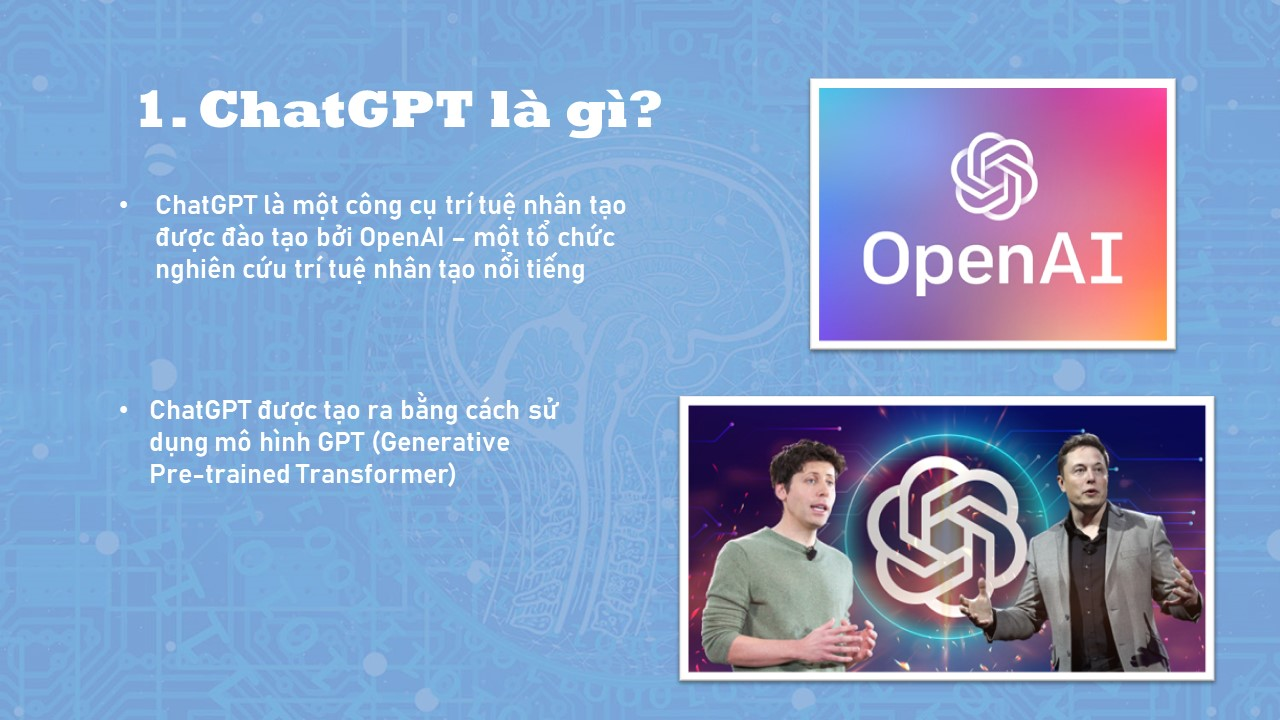 1. ChatGPT là gì?
• ChatGPT là một công cụ trí tuệ nhân tạo
được đào tạo bởi OpenAI – một tổ chức
nghiên cứu trí tuệ nhân tạo nổi tiếng
• ChatGPT được tạo ra bằng cách sử
dụng mô hình GPT (Generative
Pre-trained Transformer)
OpenAI